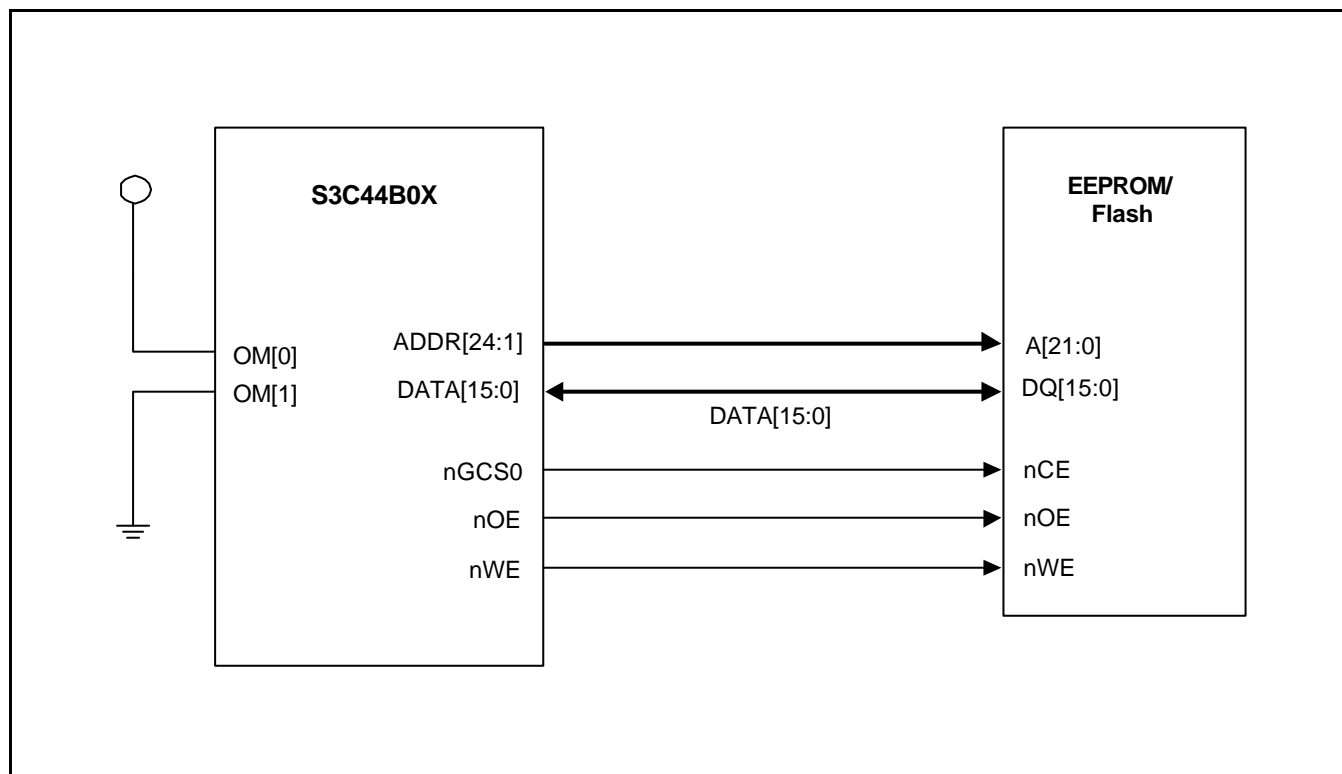 S3C44B0X
EEPROM/
Flash
OM[0]
OM[1]
ADDR[24:1]
DATA[15:0]
nGCS0
nOE
nWE
DATA[15:0]
A[21:0]
DQ[15:0]
nCE
nOE
nWE